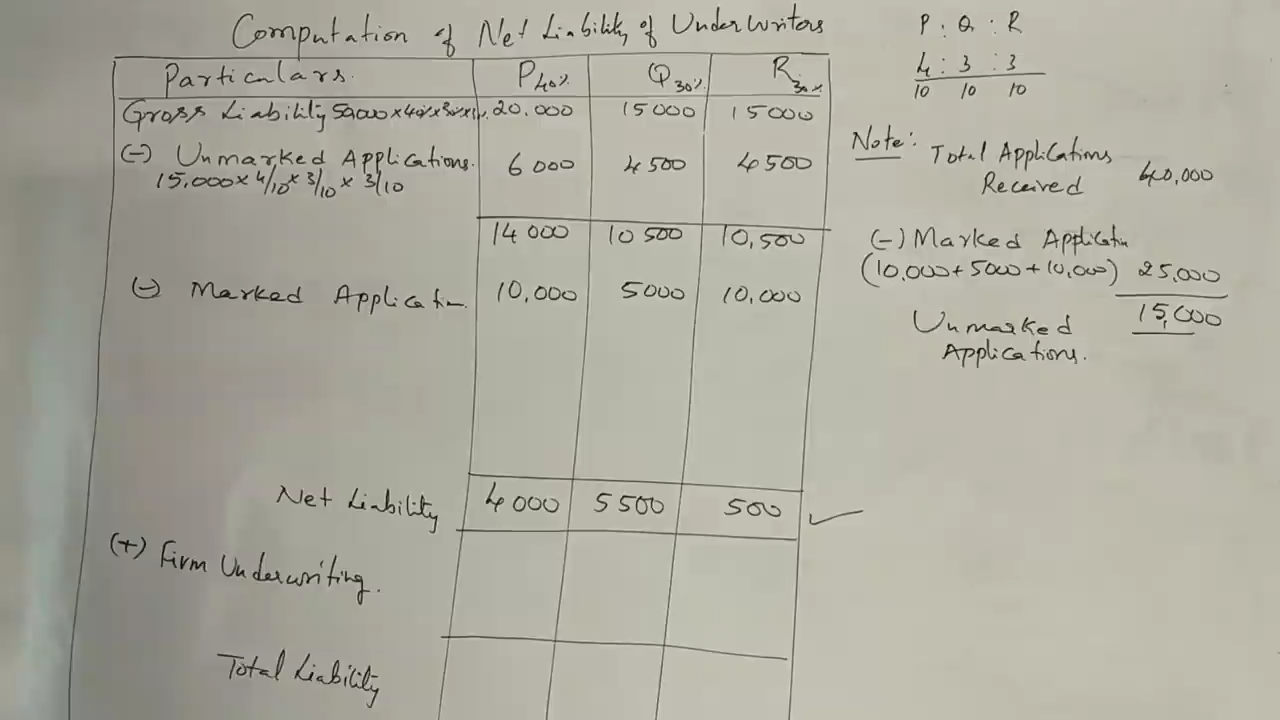 Computation of Net Liability of Underwriters
Particulars. P 40% Q 30% R 30%
Gross Liability 50000 x 40% x 30% x 20.000 15000 15000
(-) Unmarked Applications. 6000 4500 4500
15,000 x 4/10 x 3/10 x 3/10
14000 10500 10,500
(-) Marked Application. 10,000 5000 10,000
Net Liability 4000 5500 500 ✓
(+) Firm Underwriting.
Total Liability
P : Q : R
4 : 3 : 3
10 10 10
Note: Total Applications
Received 40,000
(-) Marked Applicatn
(10,000 + 5000 + 10,000) 25,000
Unmarked 15,000
Applications.